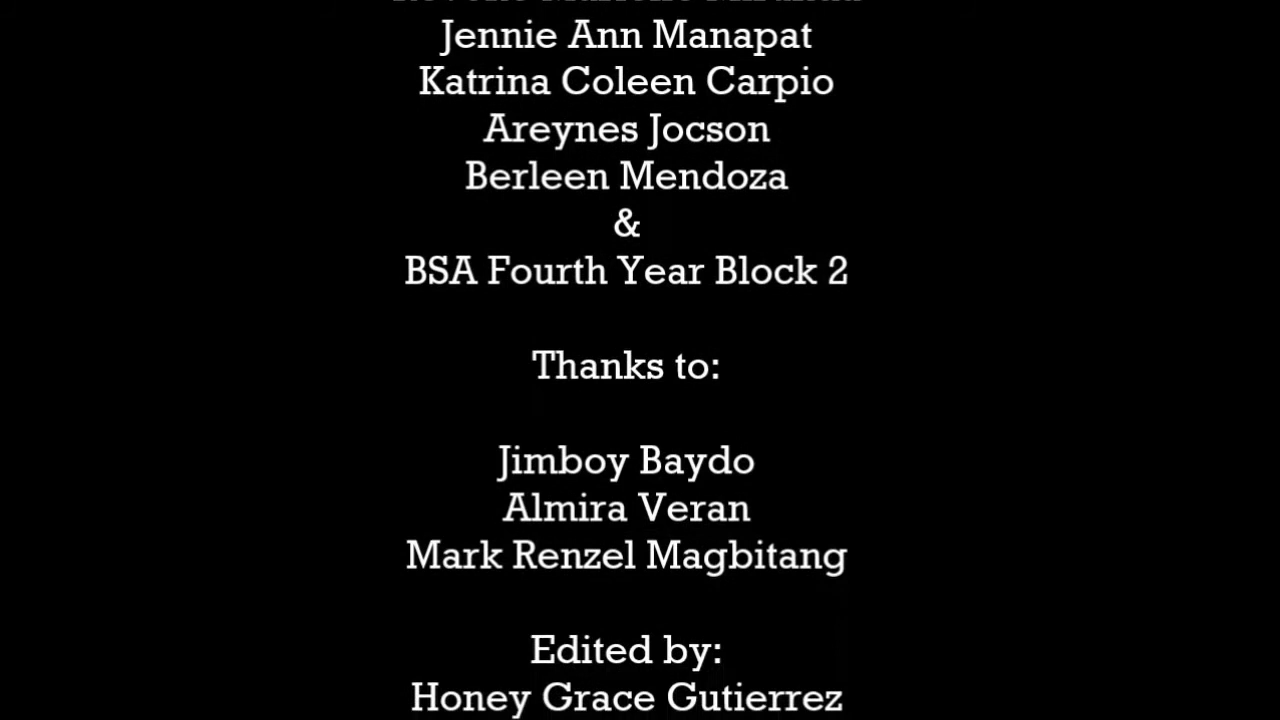 Jennie Ann Manapat
Katrina Coleen Carpio
Areynes Jocson
Berleen Mendoza
&
BSA Fourth Year Block 2
Thanks to:
Jimboy Baydo
Almira Veran
Mark Renzel Magbitang
Edited by:
Honey Grace Gutierrez